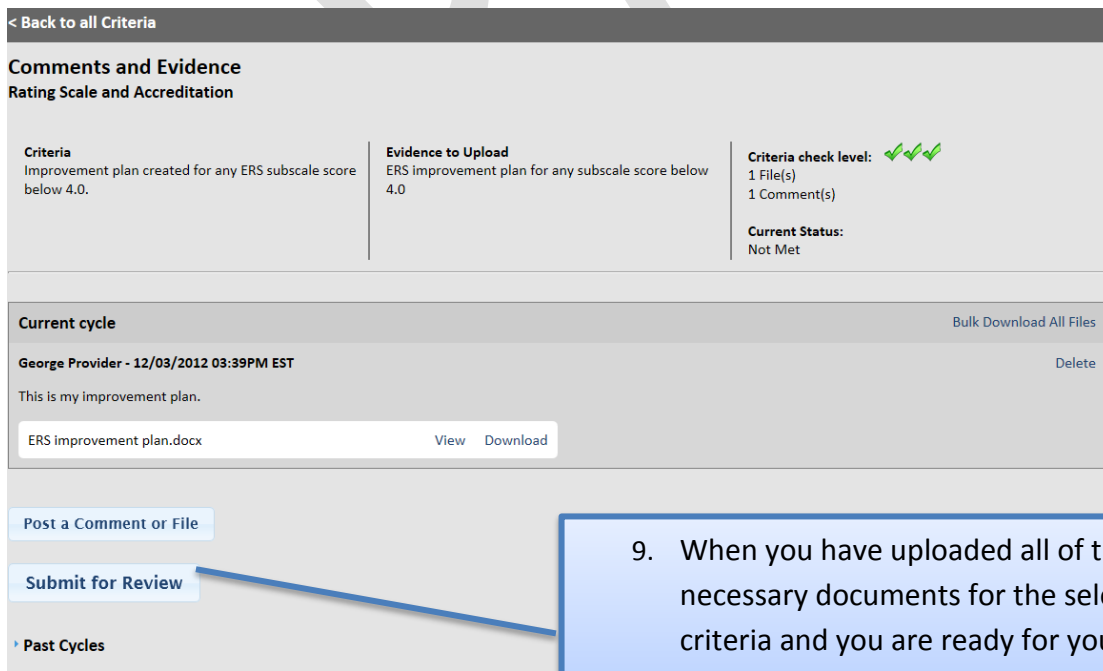 < Back to all Criteria
Comments and Evidence
Rating Scale and Accreditation
Criteria
Improvement plan created for any ERS subscale score
below 4.0.
Evidence to Upload
ERS improvement plan for any subscale score below
4.0
Criteria check level:
1 File(s)
1 Comment(s)
Current Status:
Not Met
Current cycle
Bulk Download All Files
George Provider - 12/03/2012 03:39PM EST
Delete
This is my improvement plan.
ERS improvement plan.docx
View Download
Post a Comment or File
Submit for Review
Past Cycles
9. When you have uploaded all of
necessary documents for the
criteria and you are ready for